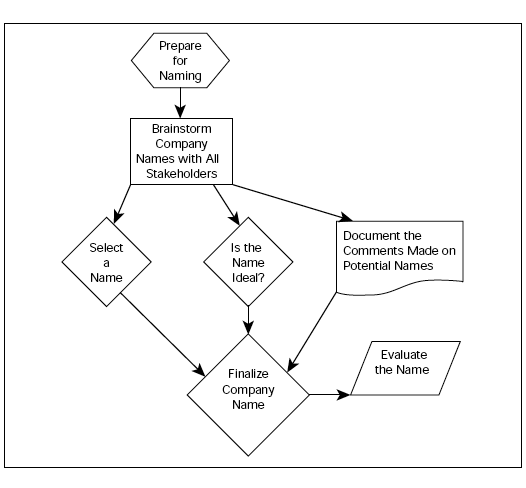 Prepare
for
Naming
Brainstorm
Company
Names with All
Stakeholders
Select
a
Name
Is the
Name
Ideal?
Document the
Comments Made on
Potential Names
Finalize
Company
Name
Evaluate
the Name